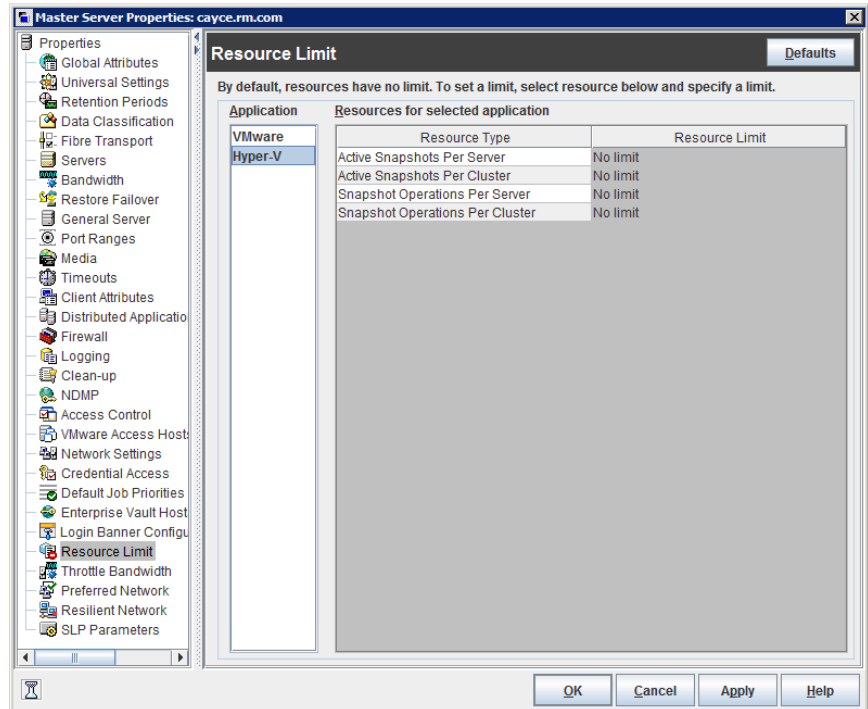 Master Server Properties: cayce.rm.com
Properties
Global Attributes
Universal Settings
Retention Periods
Data Classification
Fibre Transport
Servers
Bandwidth
Restore Failover
General Server
Port Ranges
Media
Timeouts
Client Attributes
Distributed Applicatio
Firewall
Logging
Clean-up
NDMP
Access Control
VMware Access Hosts
Network Settings
Credential Access
Default Job Priorities
Enterprise Vault Host
Login Banner Configu
Resource Limit
Throttle Bandwidth
Preferred Network
Resilient Network
SLP Parameters
Resource Limit
Defaults
By default, resources have no limit. To set a limit, select resource below and specify a limit.
Application
VMware
Hyper-V
Resources for selected application
Resource Type Resource Limit
Active Snapshots Per Server No limit
Active Snapshots Per Cluster No limit
Snapshot Operations Per Server No limit
Snapshot Operations Per Cluster No limit
OK Cancel Apply Help